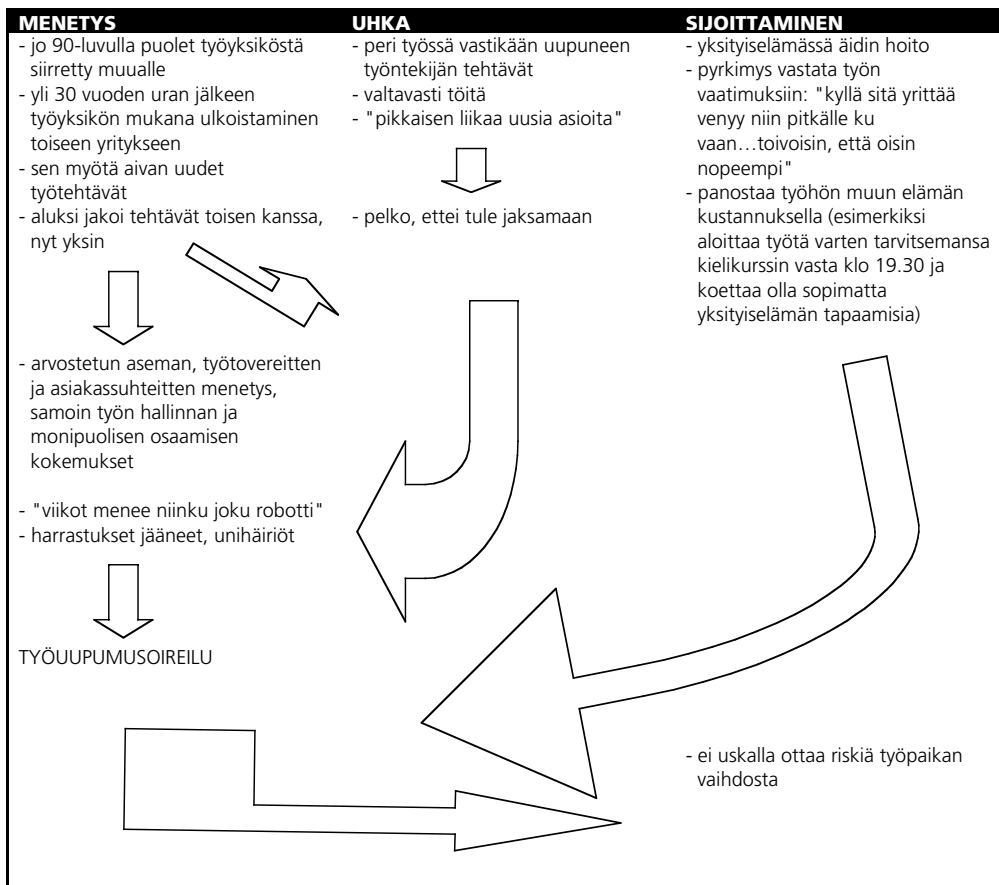 MENETYS
- jo 90-luvulla puolet työyksiköstä
siirretty muualle
- yli 30 vuoden uran jälkeen
työyksikön mukana ulkoistaminen
toiseen yritykseen
- sen myötä aivan uudet
työtehtävät
- aluksi jakoi tehtävät toisen kanssa,
nyt yksin
- arvostetun aseman, työtovereitten
ja asiakassuhteitten menetys,
samoin työn hallinnan ja
monipuolisen osaamisen
kokemukset
- "viikot menee niinku joku robotti"
- harrastukset jääneet, unihäiriöt
TYÖUUPUMUSOIREILU
UHKA
- peri työssä vastikään uupuneen
työntekijän tehtävät
- valtavasti töitä
- "pikkaisen liikaa uusia asioita"
- pelko, ettei tule jaksamaan
SIJOITTAMINEN
- yksityiselämässä äidin hoito
- pyrkimys vastata työn
vaatimuksiin: "kyllä sitä yrittää
venyy niin pitkälle ku
vaan…toivoisin, että oisin
nopeempi"
- panostaa työhön muun elämän
kustannuksella (esimerkiksi
aloittaa työtä varten tarvitsemansa
kielikurssin vasta klo 19.30 ja
koettaa olla sopimatta
yksityiselämän tapaamisia)
- ei uskalla ottaa riskiä työpaikan
vaihdosta